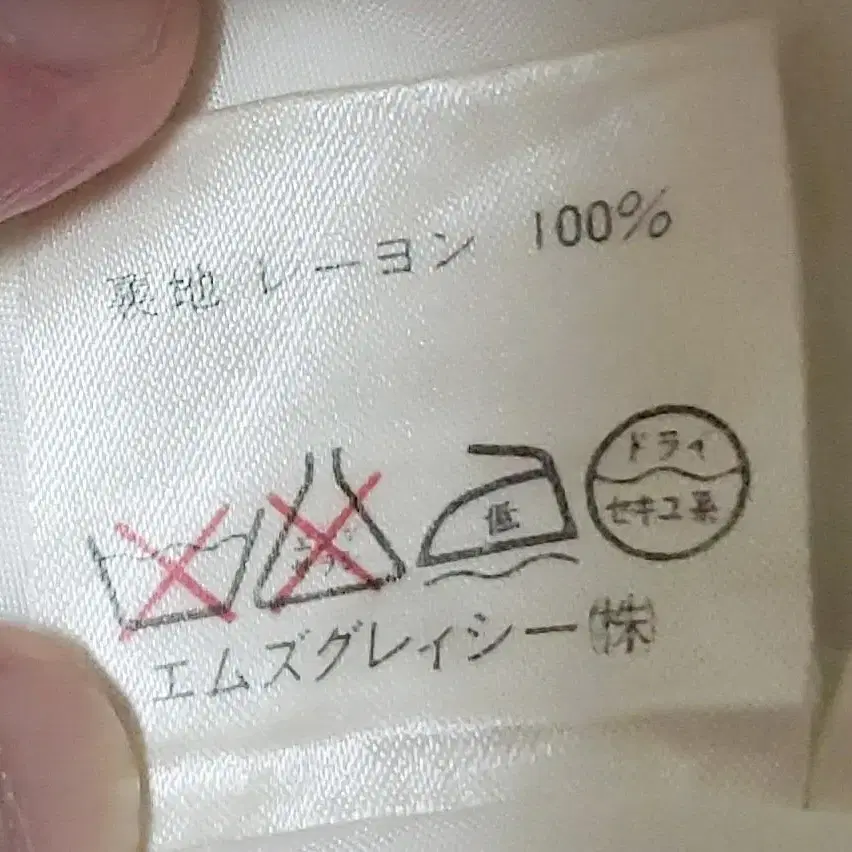 裏地 レーヨン 100%
低
ドライ
セキユ系
エムズグレイシー㈱